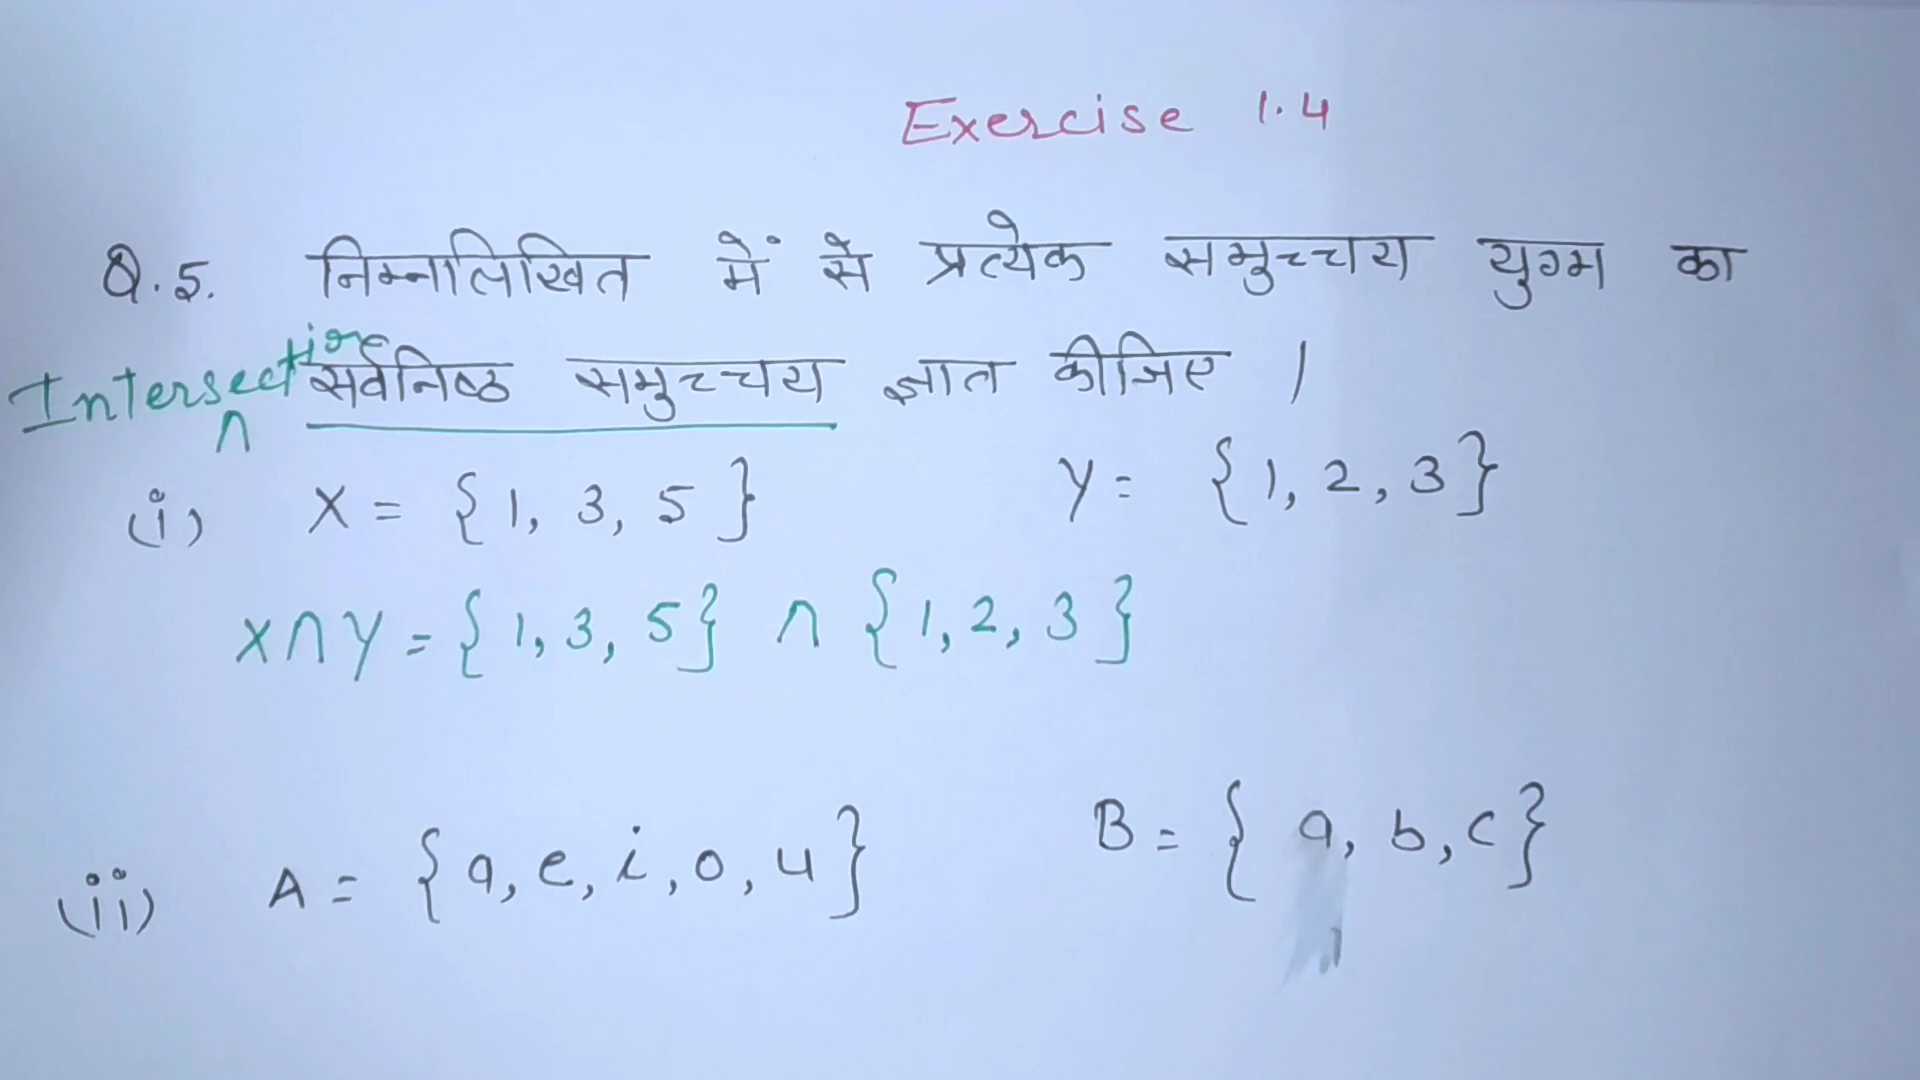 Exercise 1.4
Q.5. निम्नलिखित में से प्रत्येक समुच्चय युग्म का
Intersection सर्वनिष्ठ समुच्चय ज्ञात कीजिए |
∩
(i) X = {1, 3, 5} Y = {1, 2, 3}
X∩Y = {1, 3, 5} ∩ {1, 2, 3}
(ii) A = {a, e, i, o, u} B = {a, b, c}